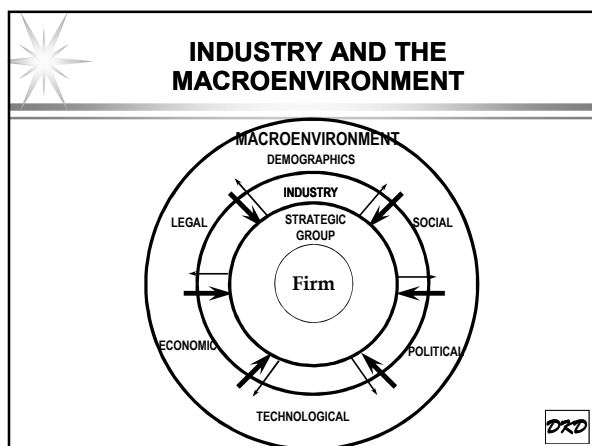 INDUSTRY AND THE
MACROENVIRONMENT
MACROENVIRONMENT
DEMOGRAPHICS
INDUSTRY
LEGAL
STRATEGIC
GROUP
SOCIAL
Firm
ECONOMIC
POLITICAL
TECHNOLOGICAL
DKD